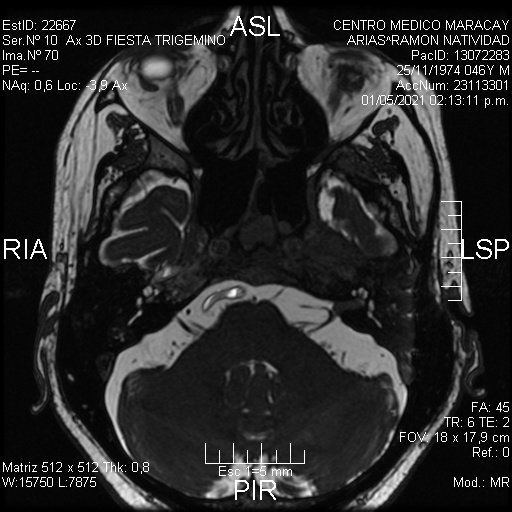 EstID: 22667
Ser.Nº 10 Ax 3D FIESTA TRIGEMINO
Ima.Nº 70
PE= --
NAq: 0,6 Loc: -3,9 Ax
ASL
CENTRO MEDICO MARACAY
ARIAS^RAMON NATIVIDAD
PacID: 13072283
25/11/1974 046Y M
AccNum: 23113301
01/05/2021 02:13:11 p.m.
RIA
LSP
Matriz 512 x 512 Thk: 0,8
W:15750 L:7875
Esc 1=5 mm
PIR
FA: 45
TR: 6 TE: 2
FOV: 18 x 17,9 cm
Ref.: 0
Mod.: MR